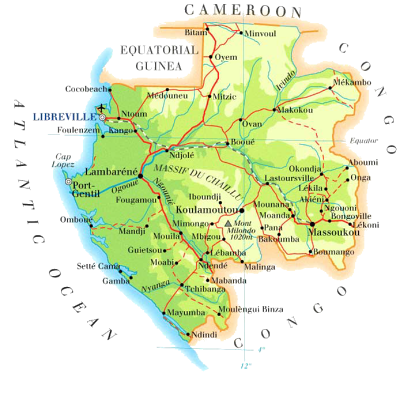 CAMEROON
Bitam
Minvoul
EQUATORIAL
GUINEA
Oyem
Cocobeach
Médouneu
Mitzic
Ivindo
Mékambo
CONGO
LIBREVILLE
Ntoum
Makokou
Foulenzem
Kango
Ovan
Equator
Booué
Cap
Lopez
Ndjolé
MASSIF DU CHAILLU
Aboumi
Lambaréné
Okondja
Lastoursville
Onga
Port-
Gentil
Ogooué
Ngounié
Lékila
Iboundji
Akiéni
Fougamou
Koulamoutou
Mounana
Ngouoni
Moanda
Bongoville
Omboué
Mandji
Mimongo
Mont
Milondo
1020m
Pana
Lékoni
Mouila
Mbigou
Bakoumba
Massoukou
Guietsou
Lébamba
Boumango
Moabi
Ndendé
Malinga
Setté Cama
Gamba
Mabanda
Nyanga
Tchibanga
Mayumba
Moulèngui Binza
Ndindi
ATLANTIC OCEAN
CONGO
4°
12°